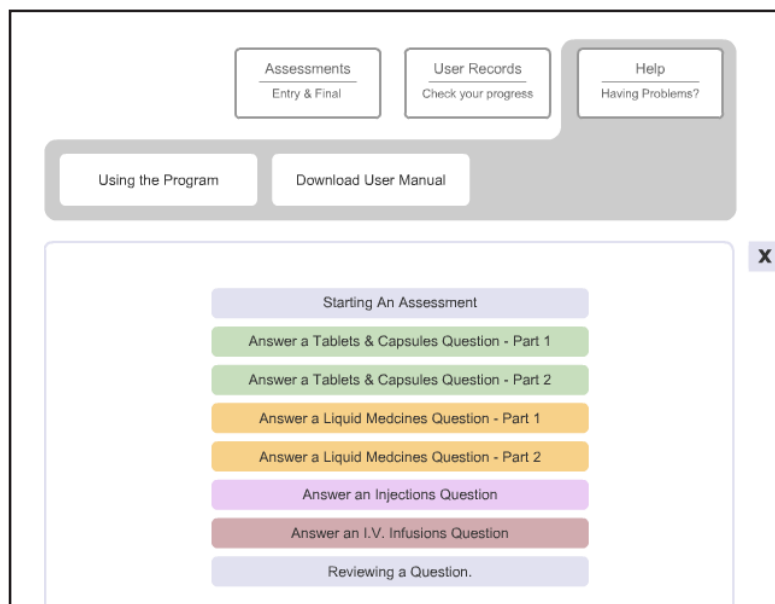 Assessments
Entry & Final
User Records
Check your progress
Help
Having Problems?
Using the Program
Download User Manual
X
Starting An Assessment
Answer a Tablets & Capsules Question - Part 1
Answer a Tablets & Capsules Question - Part 2
Answer a Liquid Medcines Question - Part 1
Answer a Liquid Medcines Question - Part 2
Answer an Injections Question
Answer an I.V. Infusions Question
Reviewing a Question.